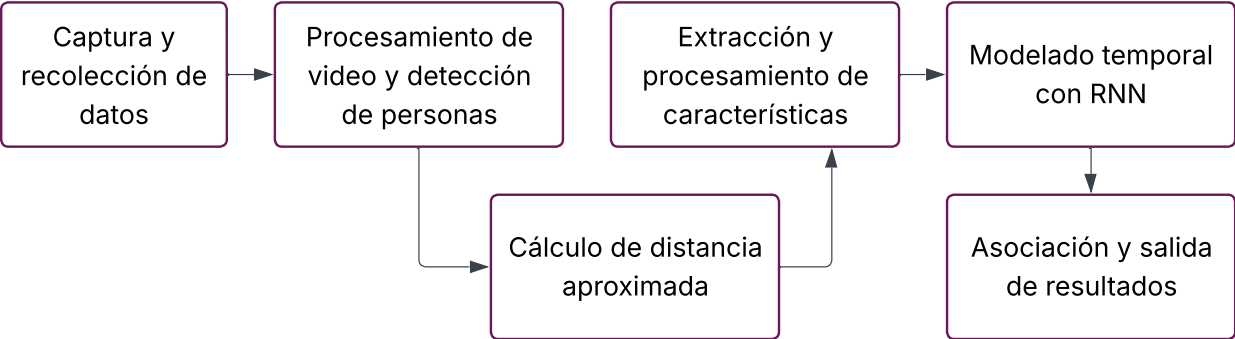 Captura y
recolección de
datos
Procesamiento de
video y detección
de personas
Cálculo de distancia
aproximada
Extracción y
procesamiento de
características
Modelado temporal
con RNN
Asociación y salida
de resultados